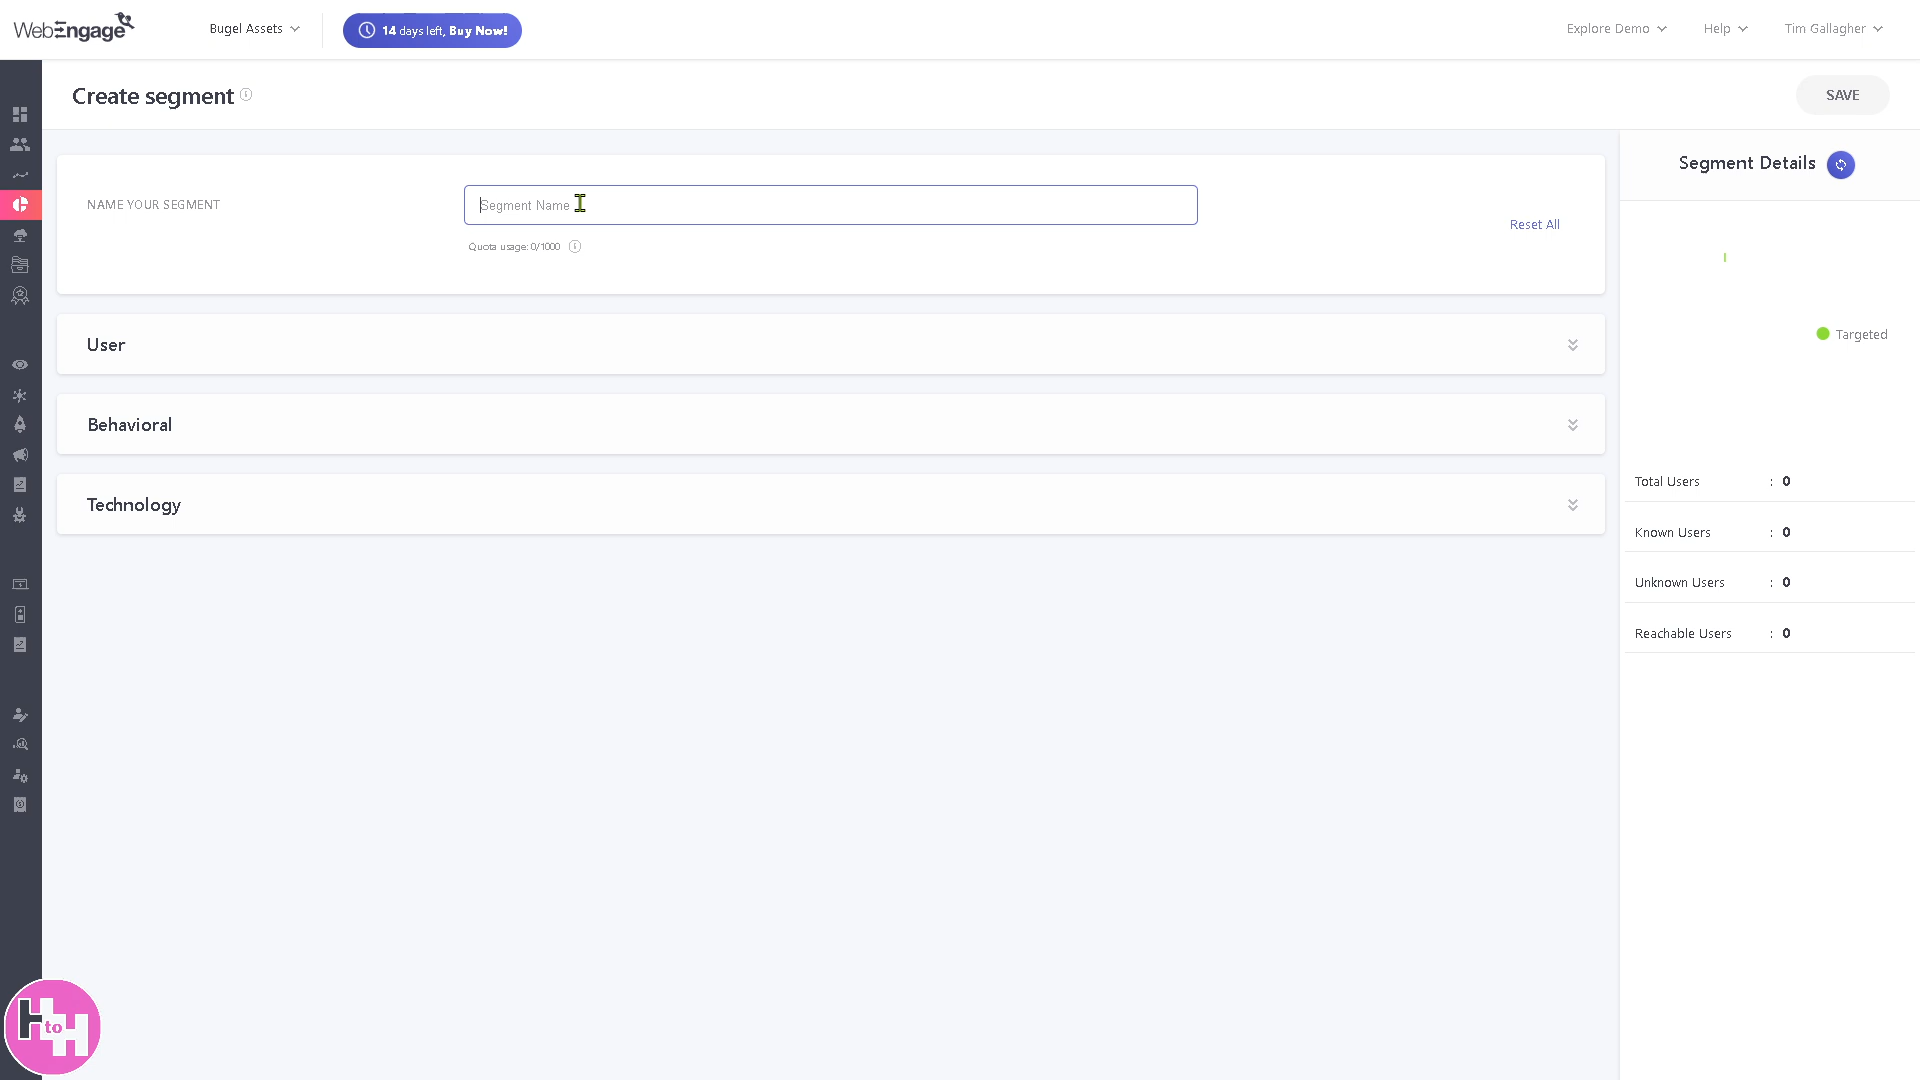 WebEngage
Bugel Assets
14 days left, Buy Now!
Explore Demo
Help
Tim Gallagher
Create segment
SAVE
NAME YOUR SEGMENT
Segment Name
Quota usage: 0/1000
Reset All
Segment Details
Targeted
User
Behavioral
Technology
Total Users : 0
Known Users : 0
Unknown Users : 0
Reachable Users : 0
H to H